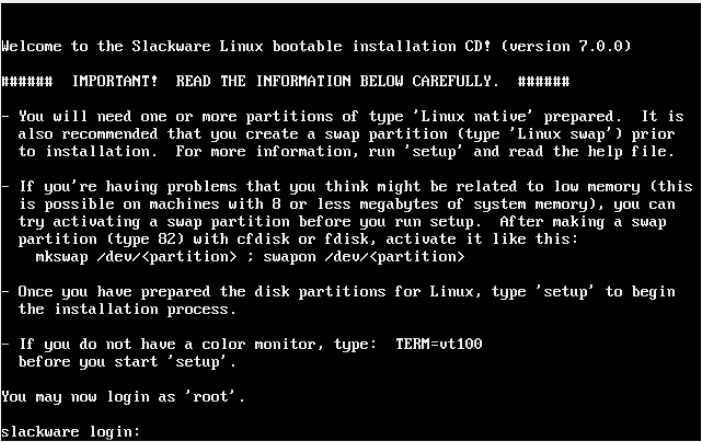 Welcome to the Slackware Linux bootable installation CD! (version 7.0.0)
###### IMPORTANT! READ THE INFORMATION BELOW CAREFULLY. ######
- You will need one or more partitions of type 'Linux native' prepared. It is
also recommended that you create a swap partition (type 'Linux swap') prior
to installation. For more information, run 'setup' and read the help file.
- If you're having problems that you think might be related to low memory (this
is possible on machines with 8 or less megabytes of system memory), you can
try activating a swap partition before you run setup. After making a swap
partition (type 82) with cfdisk or fdisk, activate it like this:
mkswap /dev/<partition> ; swapon /dev/<partition>
- Once you have prepared the disk partitions for Linux, type 'setup' to begin
the installation process.
- If you do not have a color monitor, type: TERM=vt100
before you start 'setup'.
You may now login as 'root'.
slackware login: